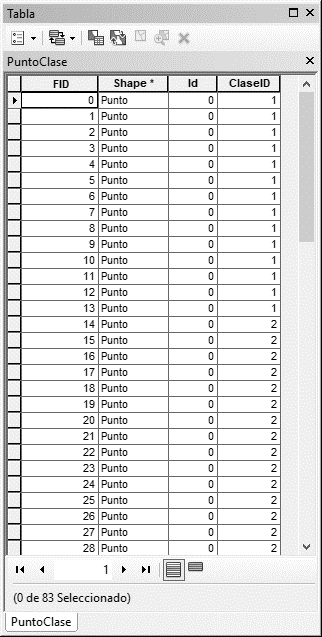 Tabla
PuntoClase
FID Shape * Id ClaseID
0 Punto 0 1
1 Punto 0 1
2 Punto 0 1
3 Punto 0 1
4 Punto 0 1
5 Punto 0 1
6 Punto 0 1
7 Punto 0 1
8 Punto 0 1
9 Punto 0 1
10 Punto 0 1
11 Punto 0 1
12 Punto 0 1
13 Punto 0 1
14 Punto 0 2
15 Punto 0 2
16 Punto 0 2
17 Punto 0 2
18 Punto 0 2
19 Punto 0 2
20 Punto 0 2
21 Punto 0 2
22 Punto 0 2
23 Punto 0 2
24 Punto 0 2
25 Punto 0 2
26 Punto 0 2
27 Punto 0 2
28 Punto 0 2
1
(0 de 83 Seleccionado)
PuntoClase